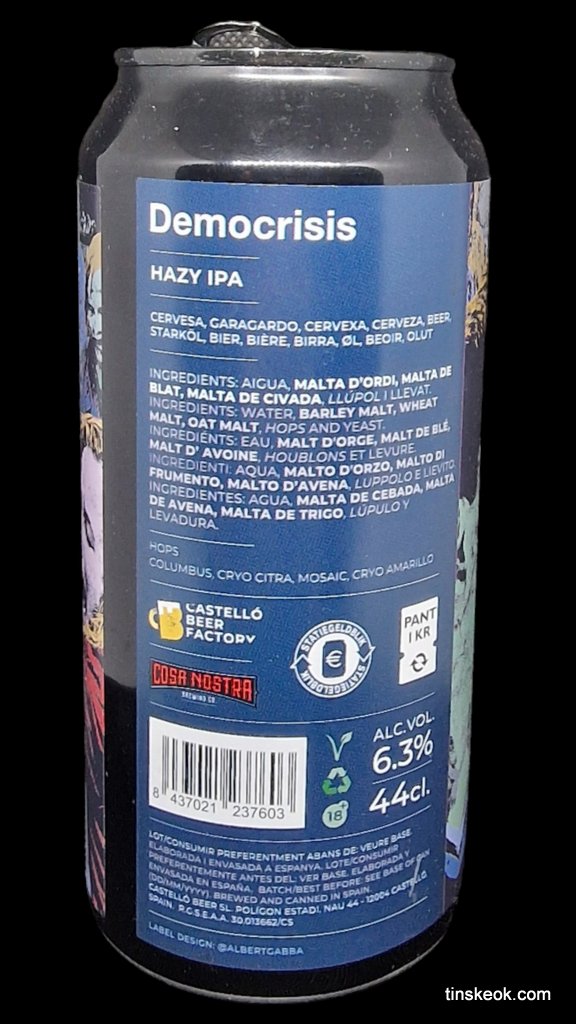 Democrisis
HAZY IPA
CERVESA, GARAGARDO, CERVEXA, CERVEZA, BEER,
STARKÖL, BIER, BIÈRE, BIRRA, ØL, BEOIR, OLUT
INGREDIENTS: AIGUA, MALTA D'ORDI, MALTA DE
BLAT, MALTA DE CIVADA, LLÚPOL I LLEVAT.
INGREDIENTS: WATER, BARLEY MALT, WHEAT
MALT, OAT MALT, HOPS AND YEAST.
INGREDIÉNTS: EAU, MALT D'ORGE, MALT DE BLÉ,
MALT D' AVOINE, HOUBLONS ET LEVURE.
INGREDIENTI: AQUA, MALTO D'ORZO, MALTO DI
FRUMENTO, MALTO D'AVENA, LUPPOLO E LIEVITO.
INGREDIENTES: AGUA, MALTA DE CEBADA, MALTA
DE AVENA, MALTA DE TRIGO, LÚPULO Y
LEVADURA.
HOPS
COLUMBUS, CRYO CITRA, MOSAIC, CRYO AMARILLO
CASTELLÓ
BEER
FACTORY
STATIEGELDBLIK
€
STATIEGELDBLIK
PANT
1 KR
COSA NOSTRA
BREWING CO
8 437021 237603
18+
ALC.VOL.
6.3%
44cl.
LOT/CONSUMIR PREFERENTMENT ABANS DE: VEURE BASE.
ELABORADA I ENVASADA A ESPANYA. LOTE/CONSUMIR
PREFERENTEMENTE ANTES DEL: VER BASE. ELABORADA Y
ENVASADA EN ESPAÑA. BATCH/BEST BEFORE: SEE BASE OF CAN
(DD/MM/YYYY). BREWED AND CANNED IN SPAIN.
CASTELLÓ BEER SL. POLÍGON ESTADI, NAU 44 - 12004 CASTELLÓ,
SPAIN. R.G.S.E.A.A. 30.013662/CS
LABEL DESIGN: @ALBERTGABBA
tinskeok.com